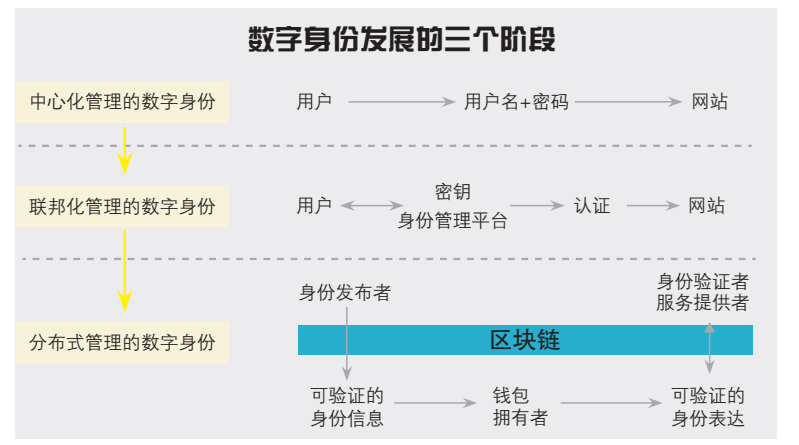 数字身份发展的三个阶段
中心化管理的数字身份
用户
用户名+密码
网站
联邦化管理的数字身份
用户
密钥
身份管理平台
认证
网站
分布式管理的数字身份
身份发布者
身份验证者
服务提供者
区块链
可验证的
身份信息
钱包
拥有者
可验证的
身份表达